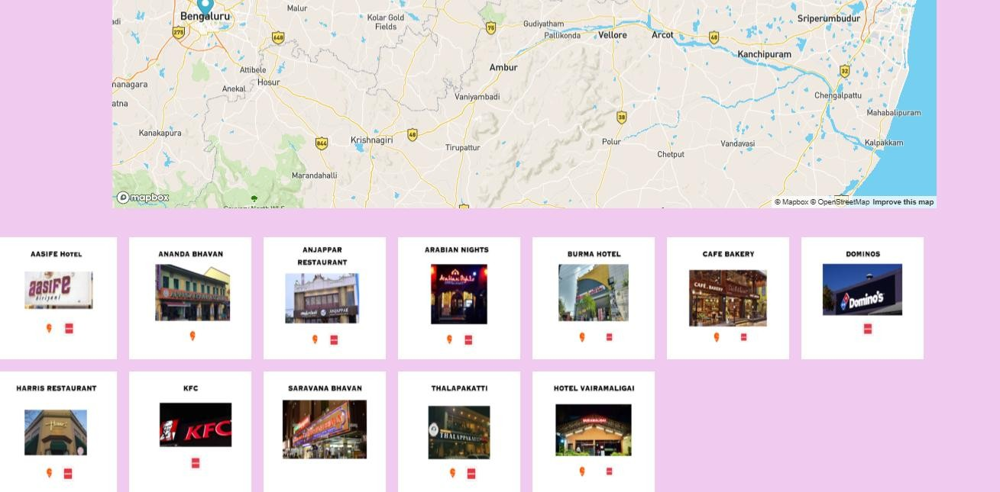 Malur
Bengaluru
Kolar Gold
Fields
Sriperumbudur
adi
75
Gudiyatham
275
648
Pallikonda
Vellore
Arcot
48
Kanchipuram
Attibele
Ambur
32
nanagara
Hosur
Anekal
Vaniyambadi
Chengalpattu
atna
38
Mahabalipuram
Kanakapura
48
844
Krishnagiri
Tirupattur
Polur
Vandavasi
Kalpakkam
Chetput
Marandahalli
mapbox
© Mapbox © OpenStreetMap Improve this map
AASIFE HOTEL
ANANDA BHAVAN
ANJAPPAR
RESTAURANT
ARABIAN NIGHTS
BURMA HOTEL
CAFE BAKERY
DOMINOS
aasife
biriyani
Arabian Nights
ANJAPPAR
CAFE . BAKERY
Domino's
HARRIS RESTAURANT
KFC
SARAVANA BHAVAN
THALAPAKATTI
HOTEL VAIRAMALIGAI
KFC
THALAPPAKATTI
VAIRAMALIGAI